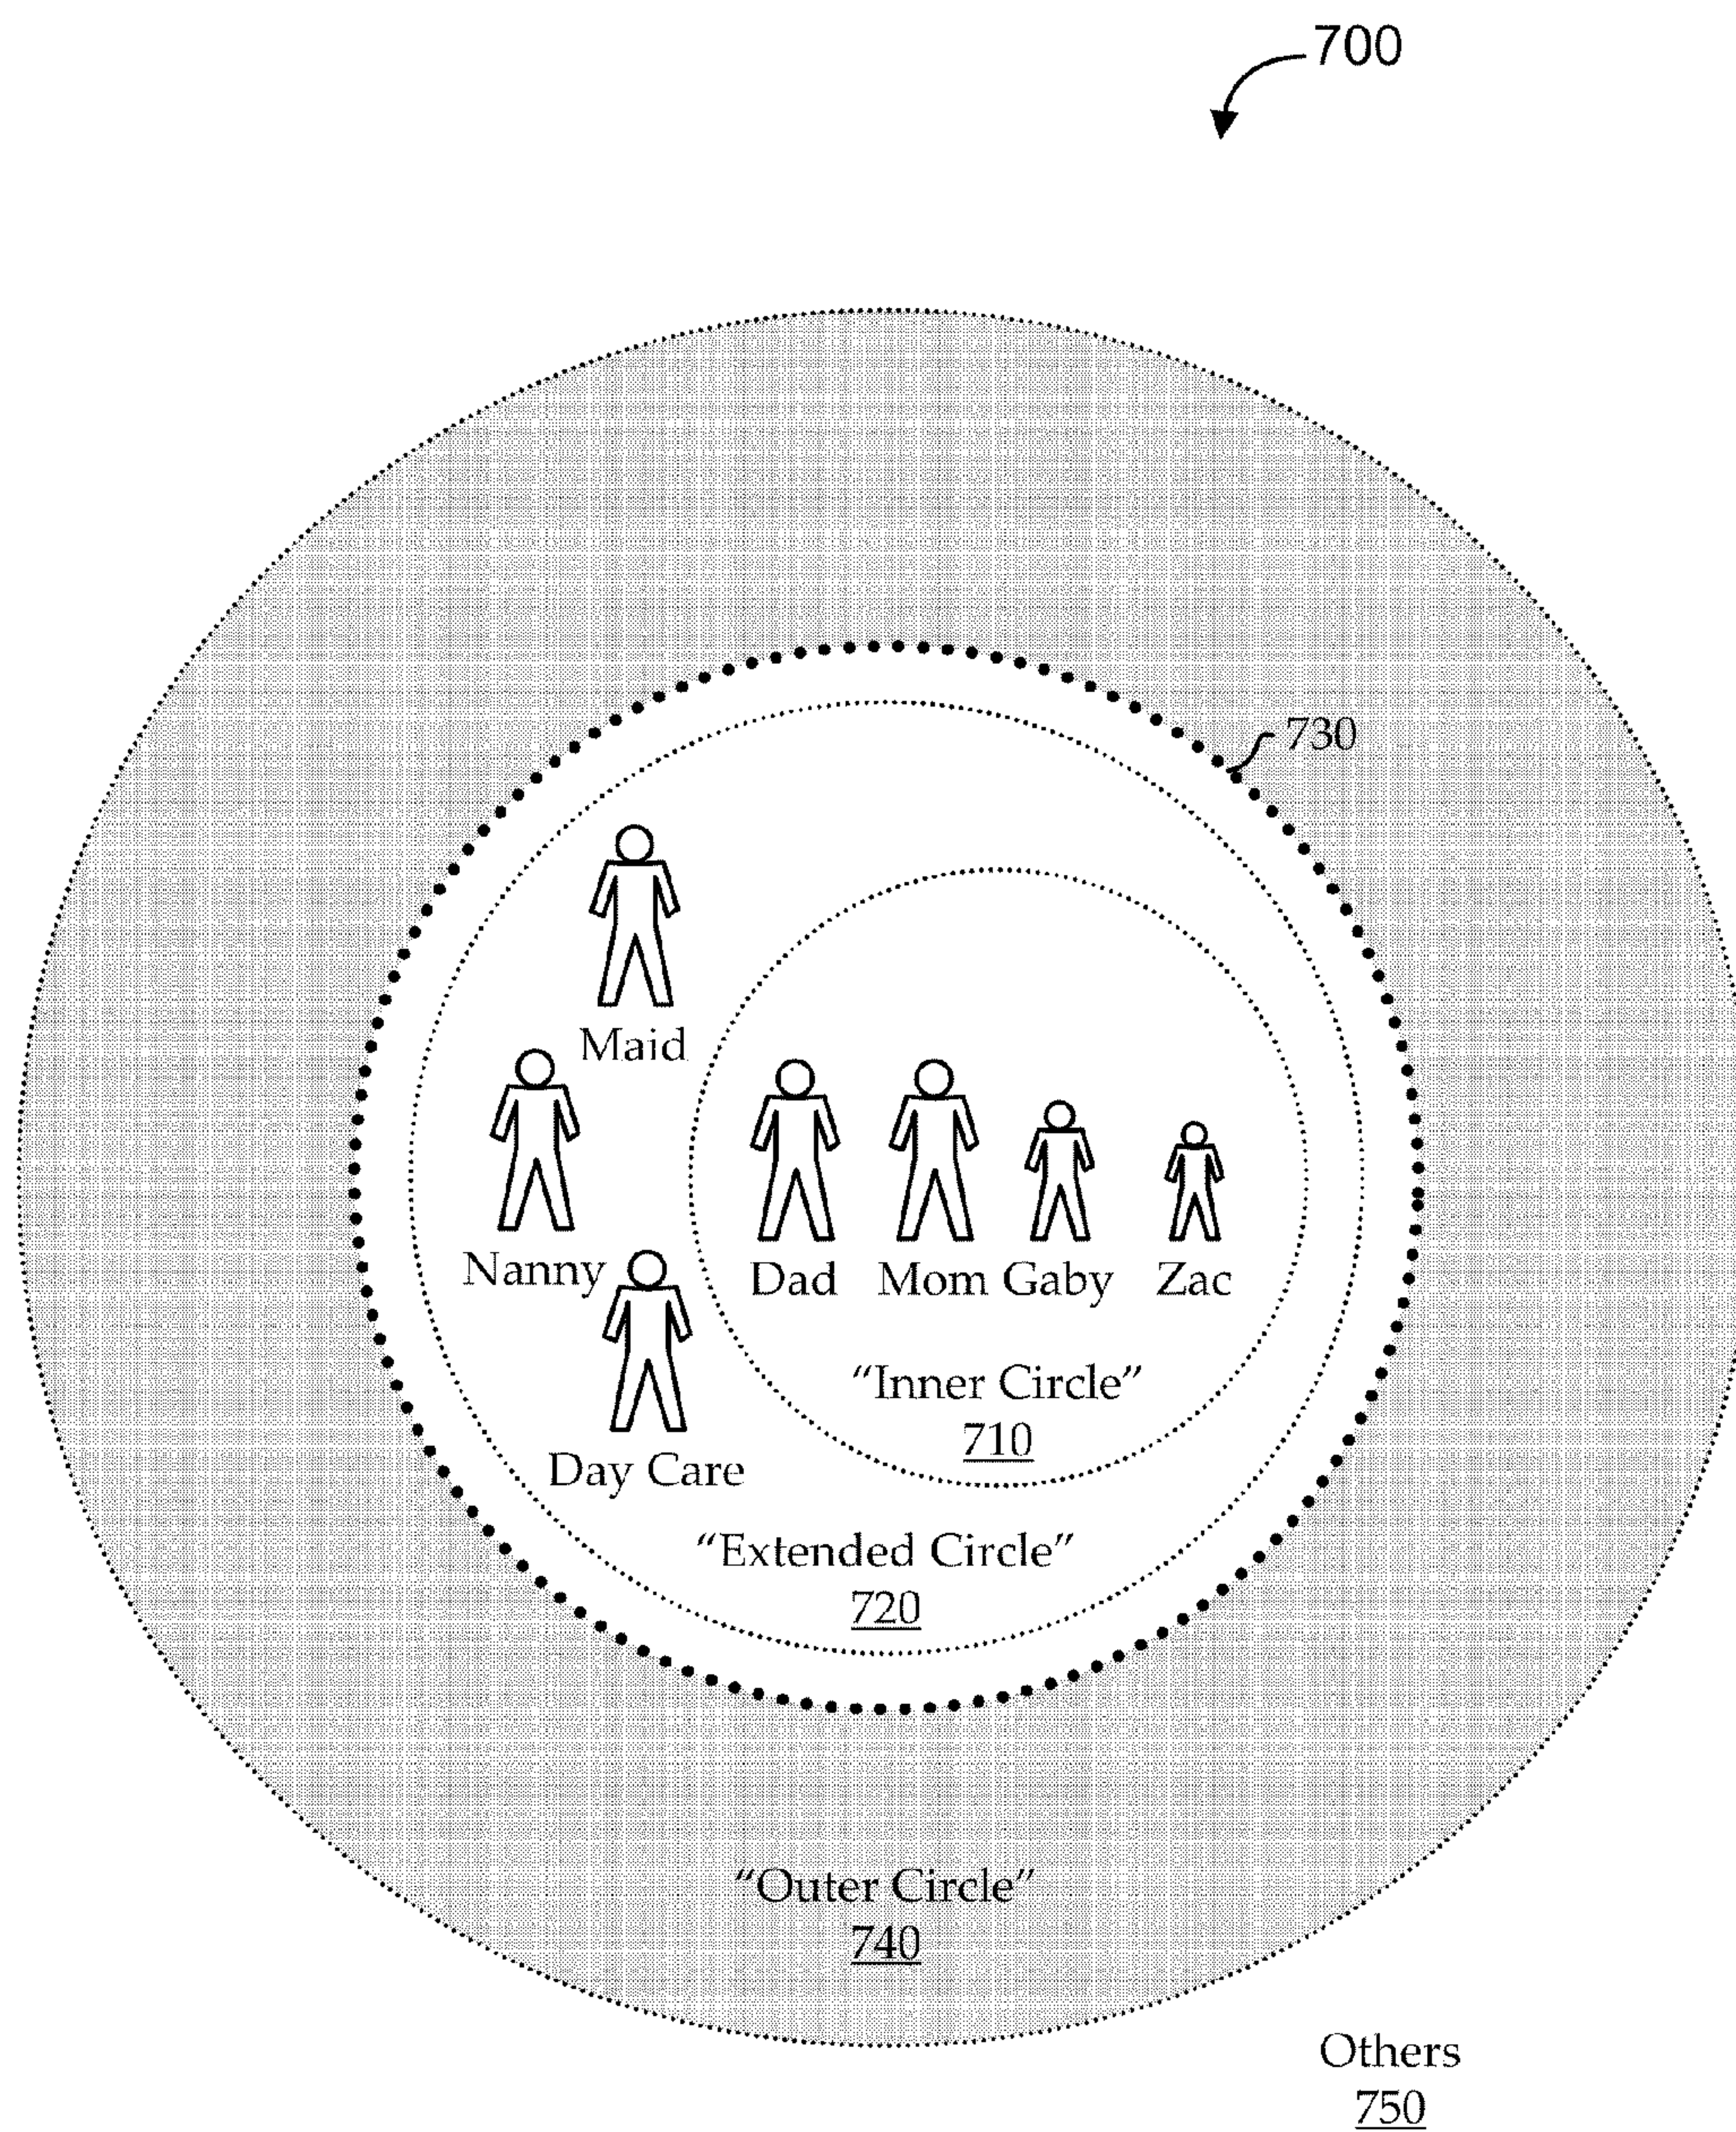 700
730
Maid
Nanny
Dad Mom Gaby Zac
“Inner Circle”
710
Day Care
“Extended Circle”
720
“Outer Circle”
740
Others
750